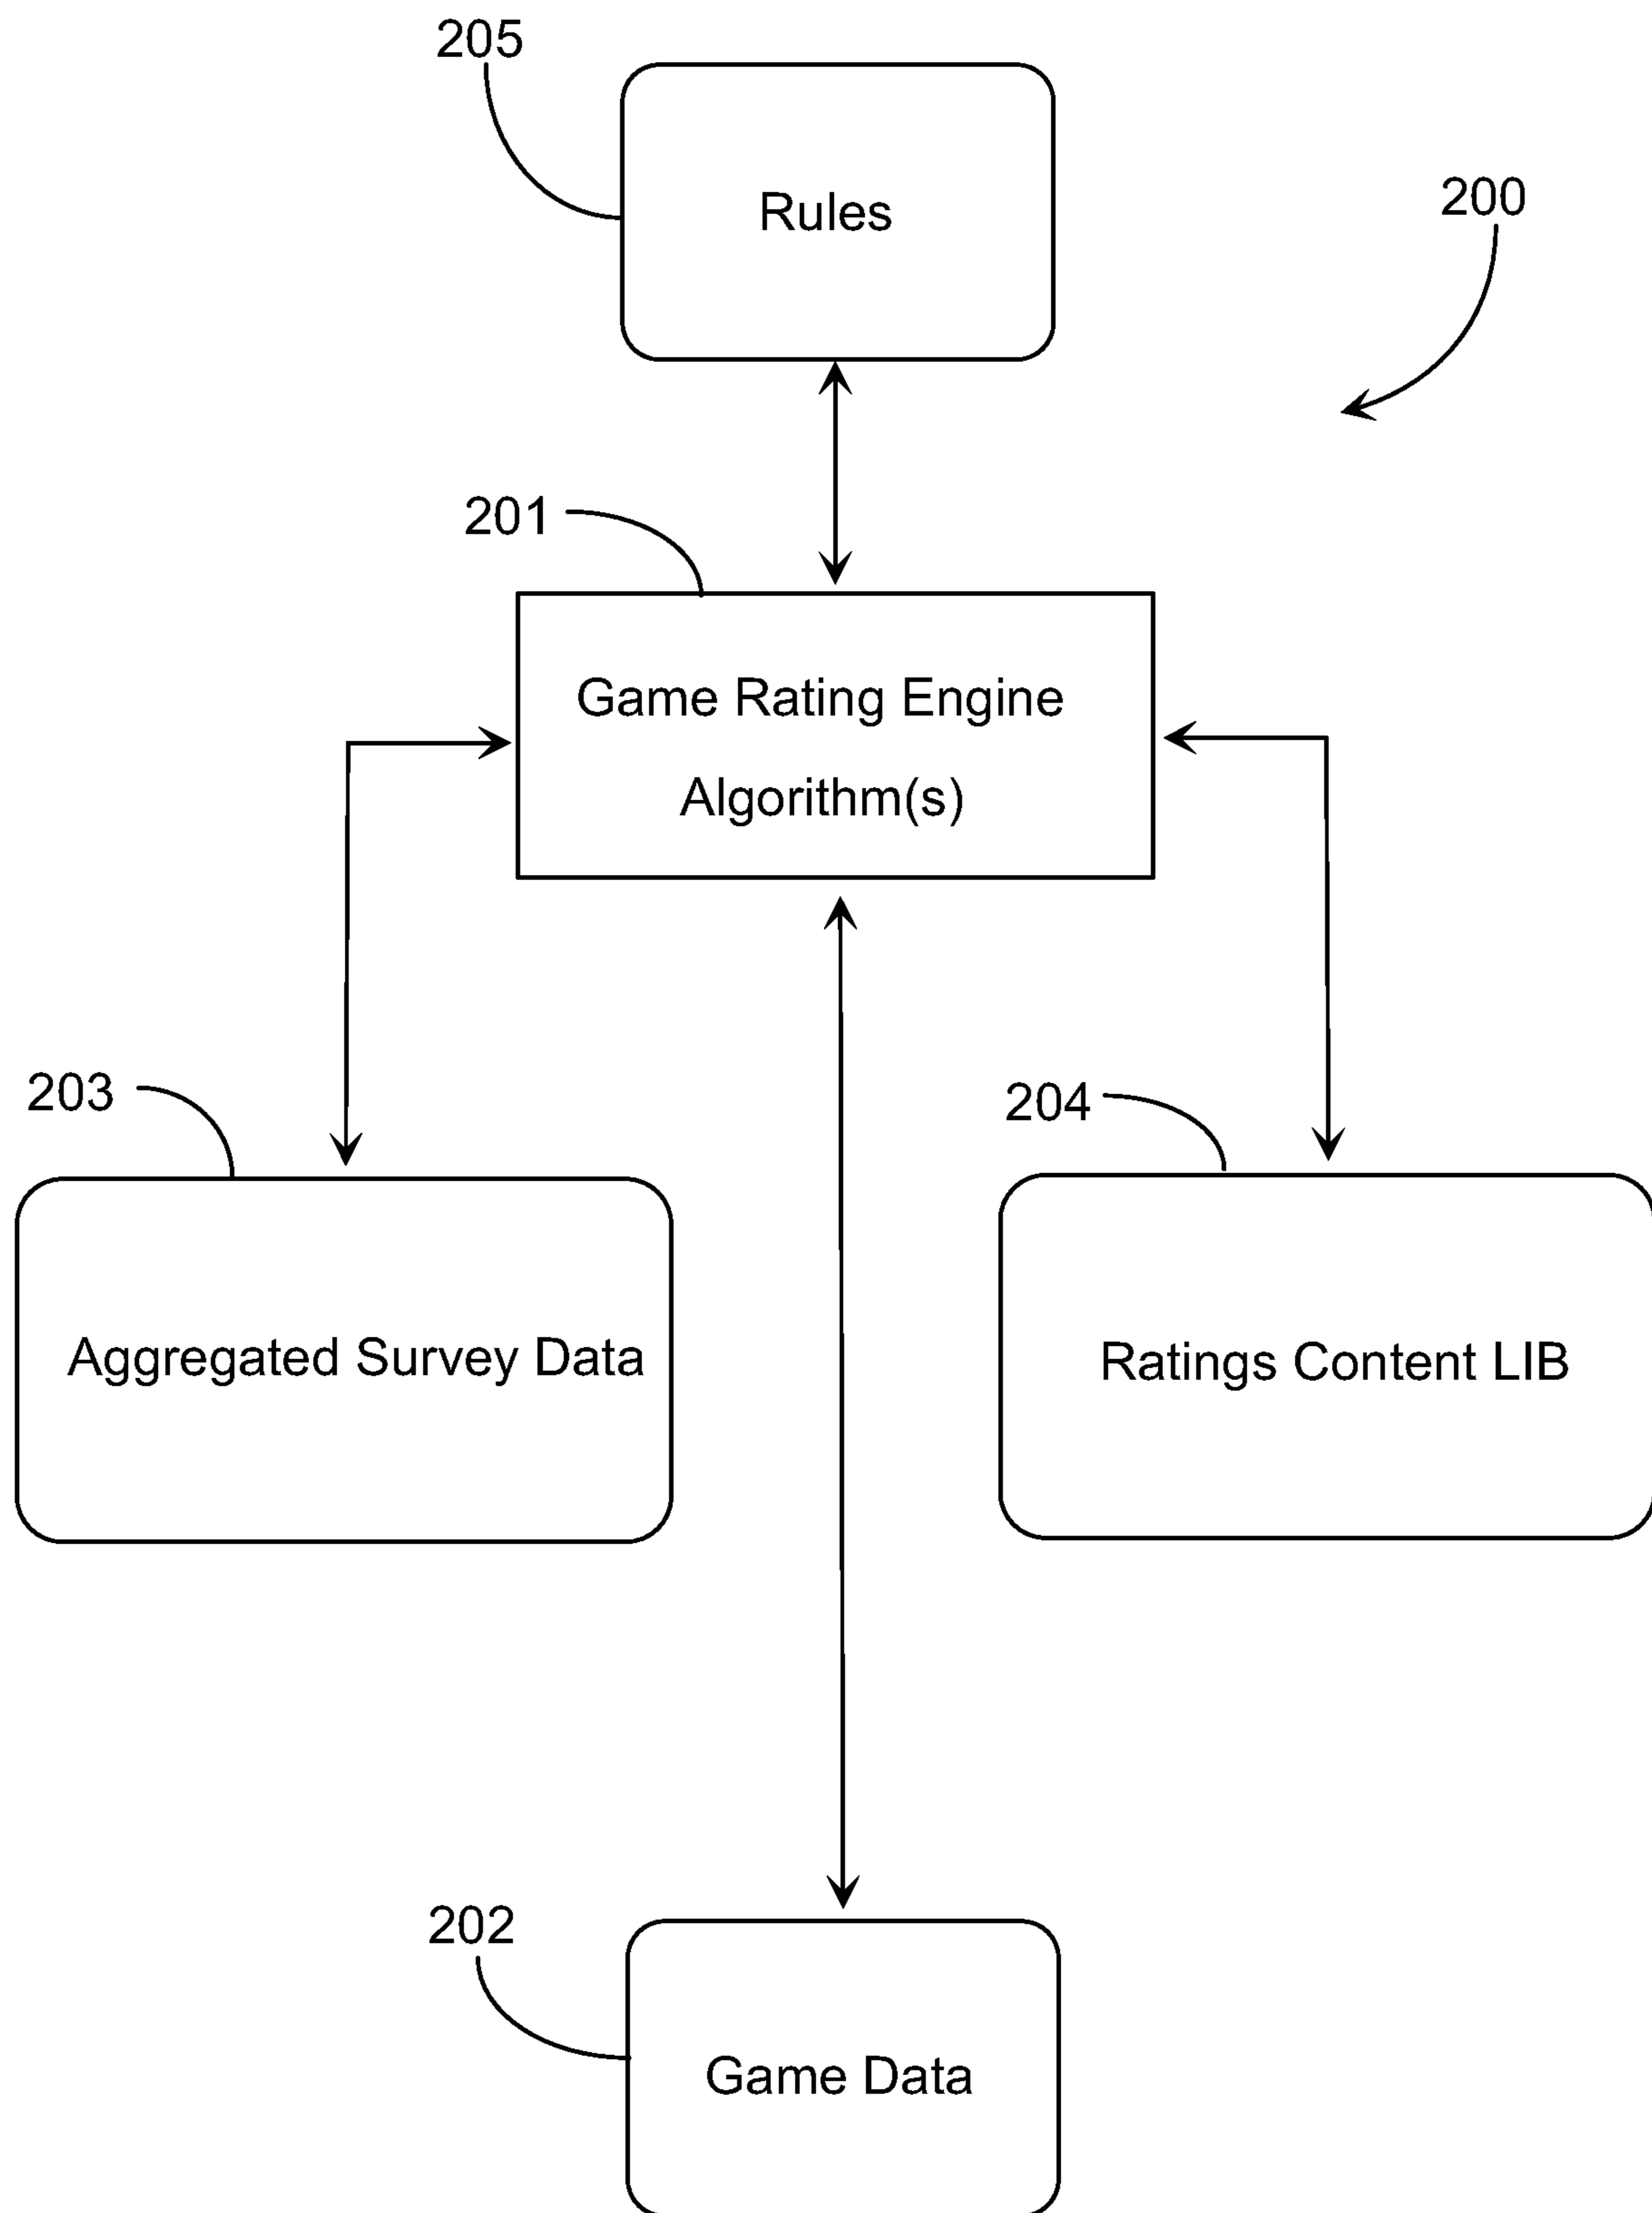 205
Rules
200
201
Game Rating Engine
Algorithm(s)
203
204
Aggregated Survey Data
Ratings Content LIB
202
Game Data